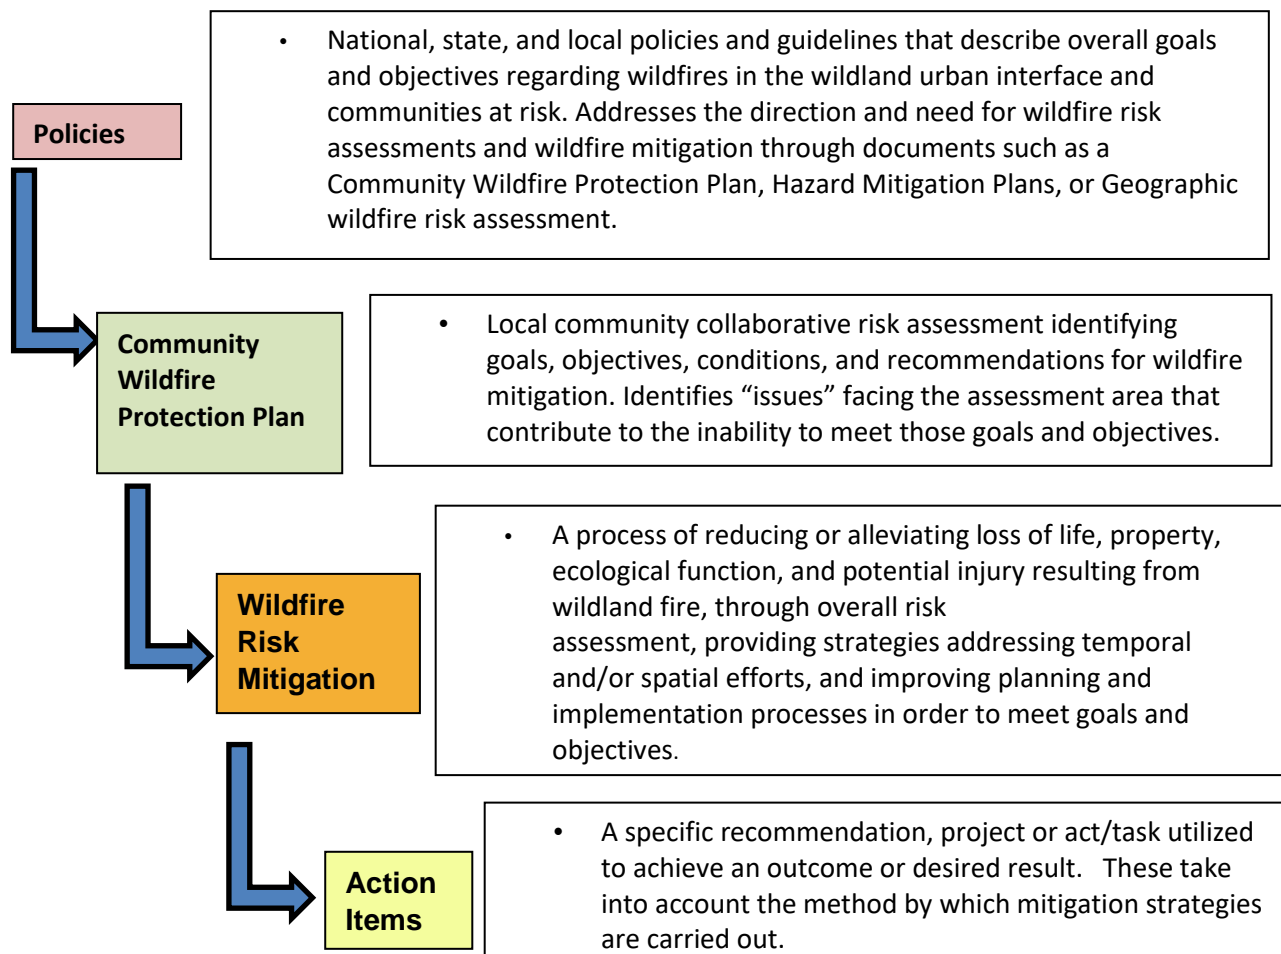 • National, state, and local policies and guidelines that describe overall goals
and objectives regarding wildfires in the wildland urban interface and
communities at risk. Addresses the direction and need for wildfire risk
assessments and wildfire mitigation through documents such as a
Community Wildfire Protection Plan, Hazard Mitigation Plans, or Geographic
wildfire risk assessment.
Policies
• Local community collaborative risk assessment identifying
goals, objectives, conditions, and recommendations for wildfire
mitigation. Identifies “issues” facing the assessment area that
contribute to the inability to meet those goals and objectives.
Community
Wildfire
Protection Plan
• A process of reducing or alleviating loss of life, property,
ecological function, and potential injury resulting from
wildland fire, through overall risk
assessment, providing strategies addressing temporal
and/or spatial efforts, and improving planning and
implementation processes in order to meet goals and
objectives.
Wildfire
Risk
Mitigation
• A specific recommendation, project or act/task utilized
to achieve an outcome or desired result. These take
into account the method by which mitigation strategies
are carried out.
Action
Items